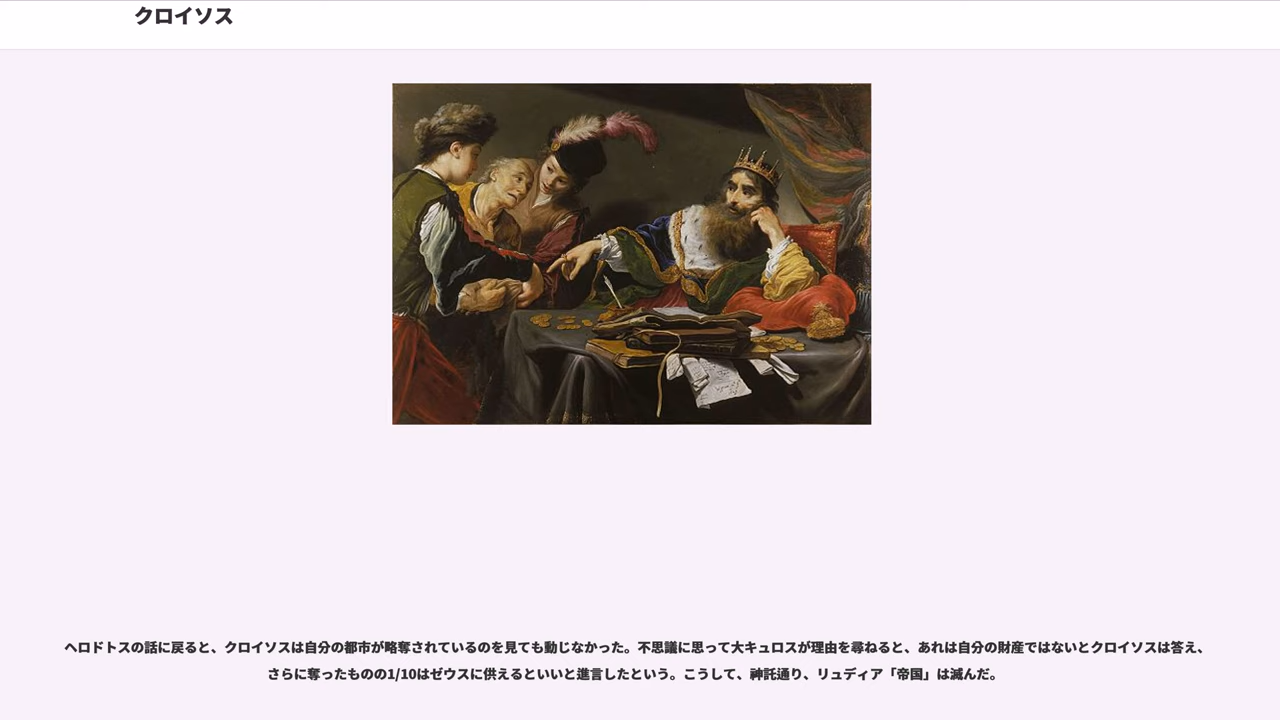 クロイソス
ヘロドトスの話に戻ると、クロイソスは自分の都市が略奪されているのを見ても動じなかった。不思議に思って大キュロスが理由を尋ねると、あれは自分の財産ではないとクロイソスは答え、
さらに奪ったものの1/10はゼウスに供えるといいと進言したという。こうして、神託通り、リュディア「帝国」は滅んだ。